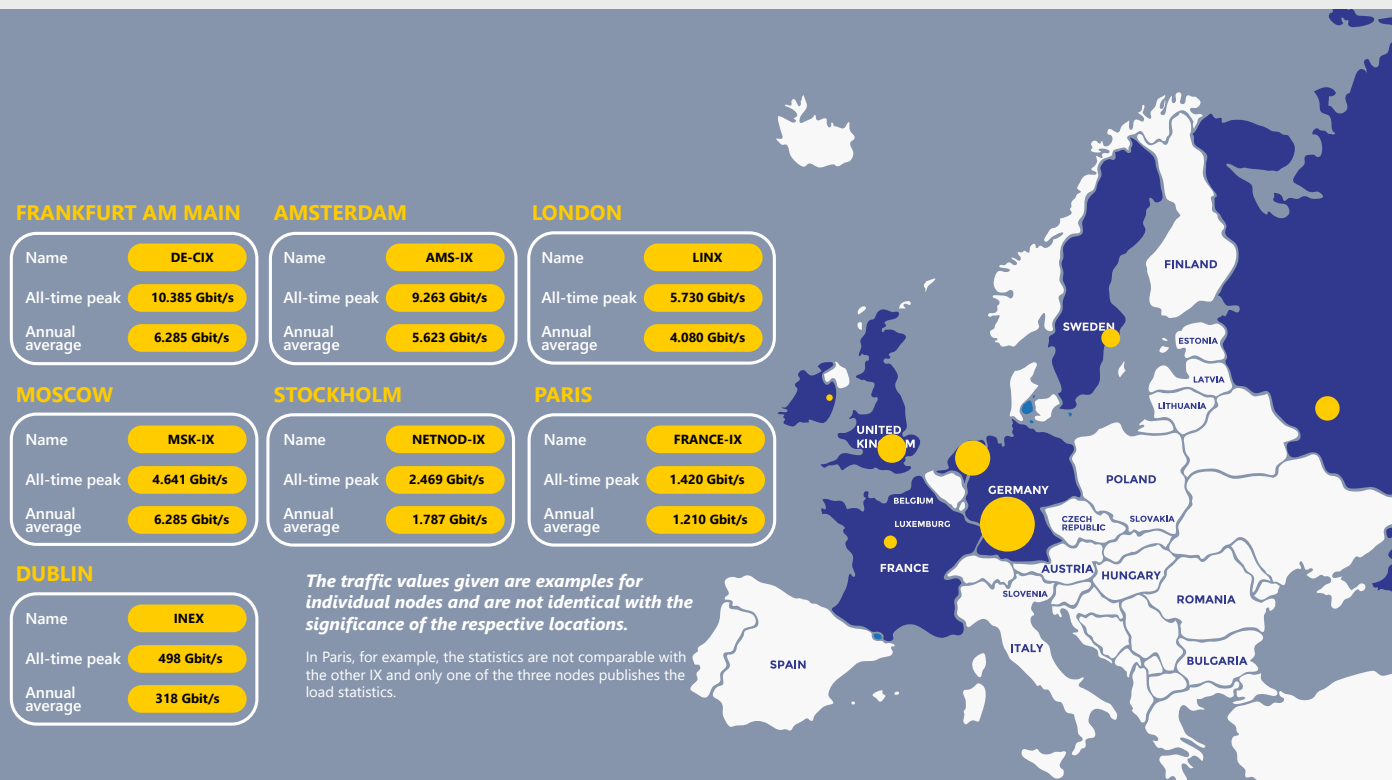 FRANKFURT AM MAIN
Name
DE-CIX
All-time peak
10.385 Gbit/s
Annual
average
6.285 Gbit/s
AMSTERDAM
Name
AMS-IX
All-time peak
9.263 Gbit/s
Annual
average
5.623 Gbit/s
LONDON
Name
LINX
All-time peak
5.730 Gbit/s
Annual
average
4.080 Gbit/s
MOSCOW
Name
MSK-IX
All-time peak
4.641 Gbit/s
Annual
average
6.285 Gbit/s
STOCKHOLM
Name
NETNOD-IX
All-time peak
2.469 Gbit/s
Annual
average
1.787 Gbit/s
PARIS
Name
FRANCE-IX
All-time peak
1.420 Gbit/s
Annual
average
1.210 Gbit/s
DUBLIN
Name
INEX
All-time peak
498 Gbit/s
Annual
average
318 Gbit/s
The traffic values given are examples for
individual nodes and are not identical with the
significance of the respective locations.
In Paris, for example, the statistics are not comparable with
the other IX and only one of the three nodes publishes the
load statistics.
FINLAND
SWEDEN
ESTONIA
LATVIA
LITHUANIA
UNITED
KINGDOM
GERMANY
POLAND
BELGIUM
LUXEMBURG
CZECH
REPUBLIC
SLOVAKIA
FRANCE
AUSTRIA
HUNGARY
SLOVENIA
ROMANIA
ITALY
SPAIN
BULGARIA